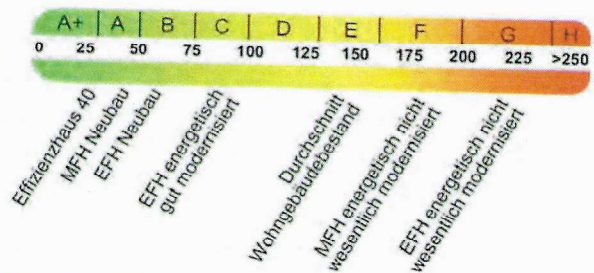 A+ A B C D E F G H
0 25 50 75 100 125 150 175 200 225 >250
Effizienzhaus 40
MFH Neubau
EFH Neubau
EFH energetisch
gut modernisiert
Durchschnitt
Wohngebäudebestand
MFH energetisch nicht
wesentlich modernisiert
EFH energetisch nicht
wesentlich modernisiert